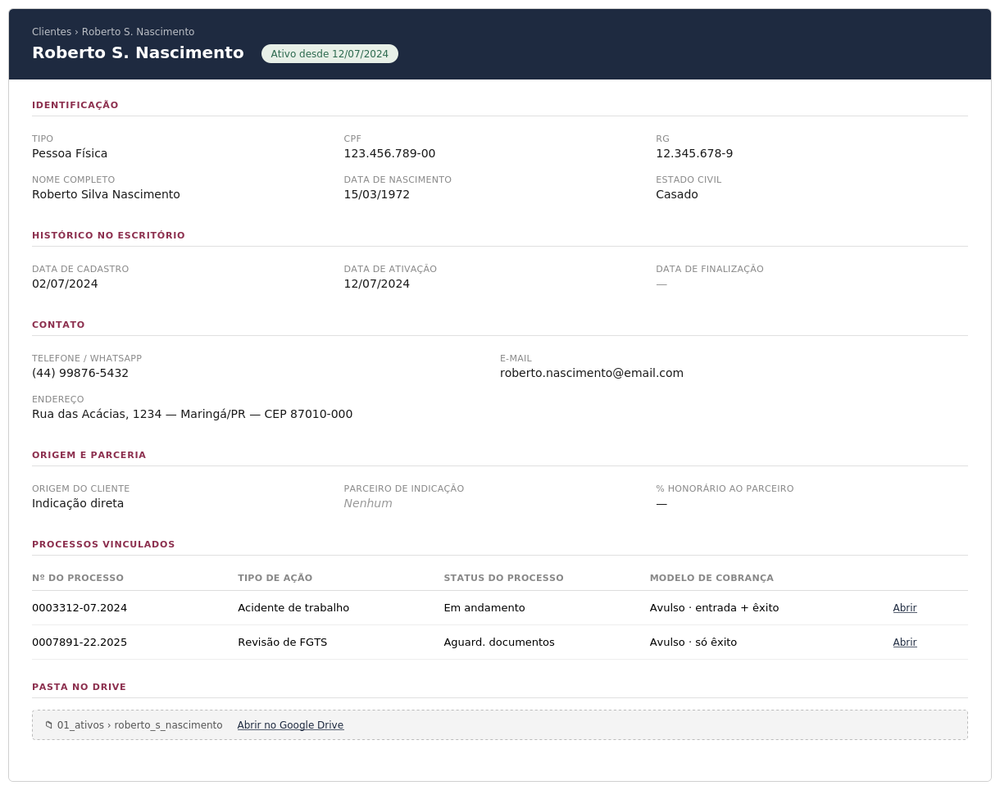 Clientes › Roberto S. Nascimento
Roberto S. Nascimento Ativo desde 12/07/2024
IDENTIFICAÇÃO
TIPO CPF RG
Pessoa Física 123.456.789-00 12.345.678-9
NOME COMPLETO DATA DE NASCIMENTO ESTADO CIVIL
Roberto Silva Nascimento 15/03/1972 Casado
HISTÓRICO NO ESCRITÓRIO
DATA DE CADASTRO DATA DE ATIVAÇÃO DATA DE FINALIZAÇÃO
02/07/2024 12/07/2024 —
CONTATO
TELEFONE / WHATSAPP E-MAIL
(44) 99876-5432 roberto.nascimento@email.com
ENDEREÇO
Rua das Acácias, 1234 — Maringá/PR — CEP 87010-000
ORIGEM E PARCERIA
ORIGEM DO CLIENTE PARCEIRO DE INDICAÇÃO % HONORÁRIO AO PARCEIRO
Indicação direta Nenhum —
PROCESSOS VINCULADOS
Nº DO PROCESSO TIPO DE AÇÃO STATUS DO PROCESSO MODELO DE COBRANÇA
0003312-07.2024 Acidente de trabalho Em andamento Avulso · entrada + êxito Abrir
0007891-22.2025 Revisão de FGTS Aguard. documentos Avulso · só êxito Abrir
PASTA NO DRIVE
01_ativos › roberto_s_nascimento Abrir no Google Drive